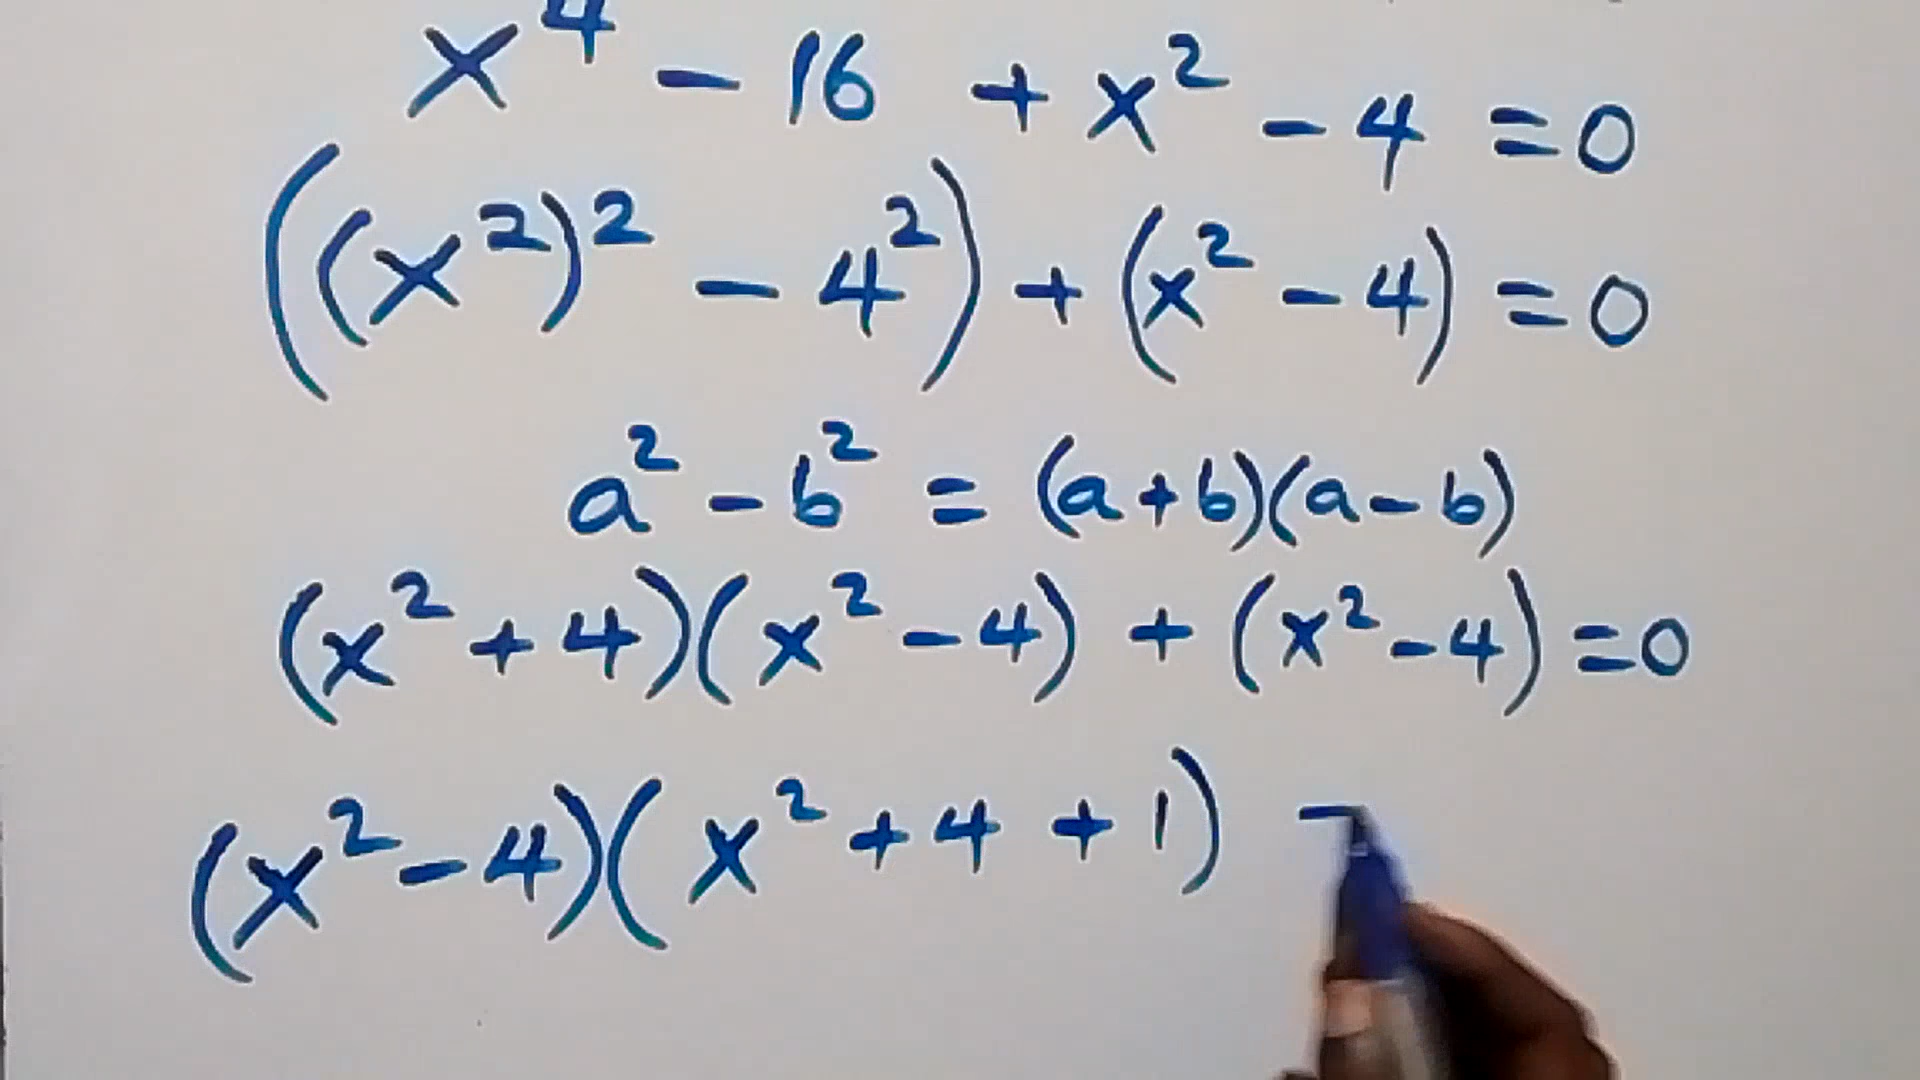 x⁴ - 16 + x² - 4 = 0
((x²)² - 4²) + (x² - 4) = 0
a² - b² = (a + b)(a - b)
(x² + 4)(x² - 4) + (x² - 4) = 0
(x² - 4)(x² + 4 + 1) -